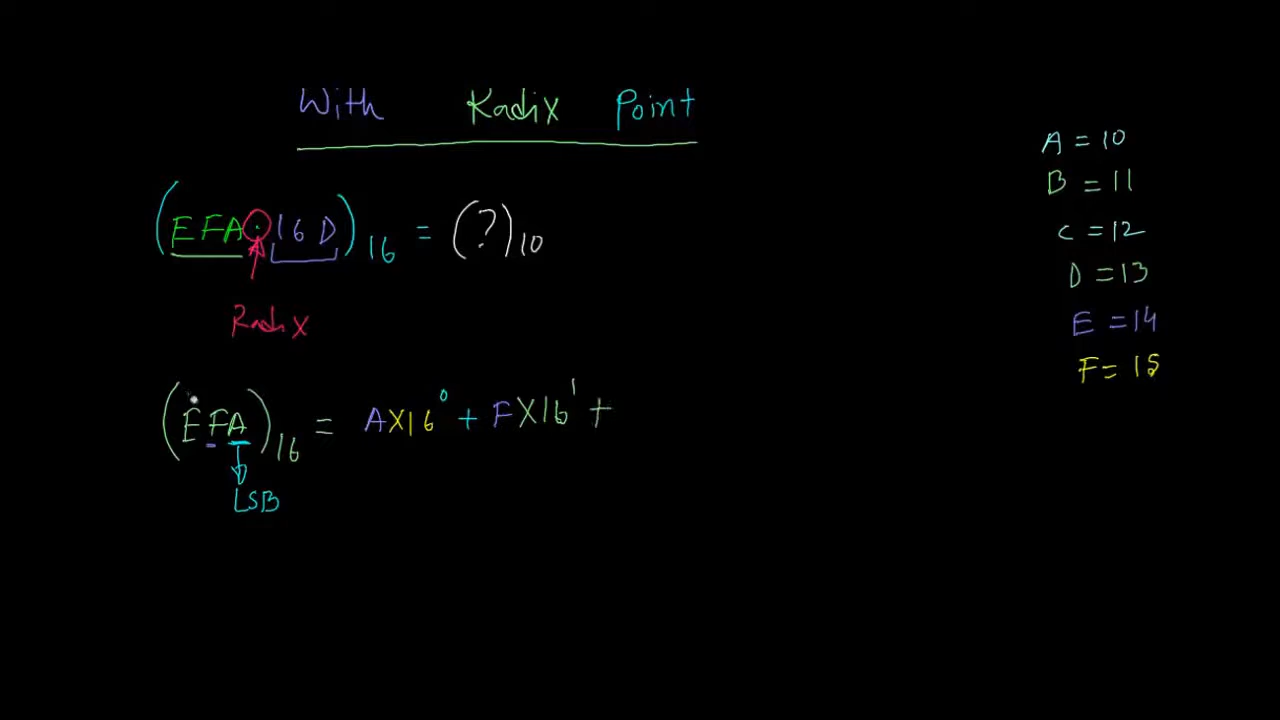 With Radix Point
(EFA.16D)16 = (?)10
Radix
(EFA)16 = AX16^0 + FX16^1 +
LSB
A = 10
B = 11
C = 12
D = 13
E = 14
F = 15